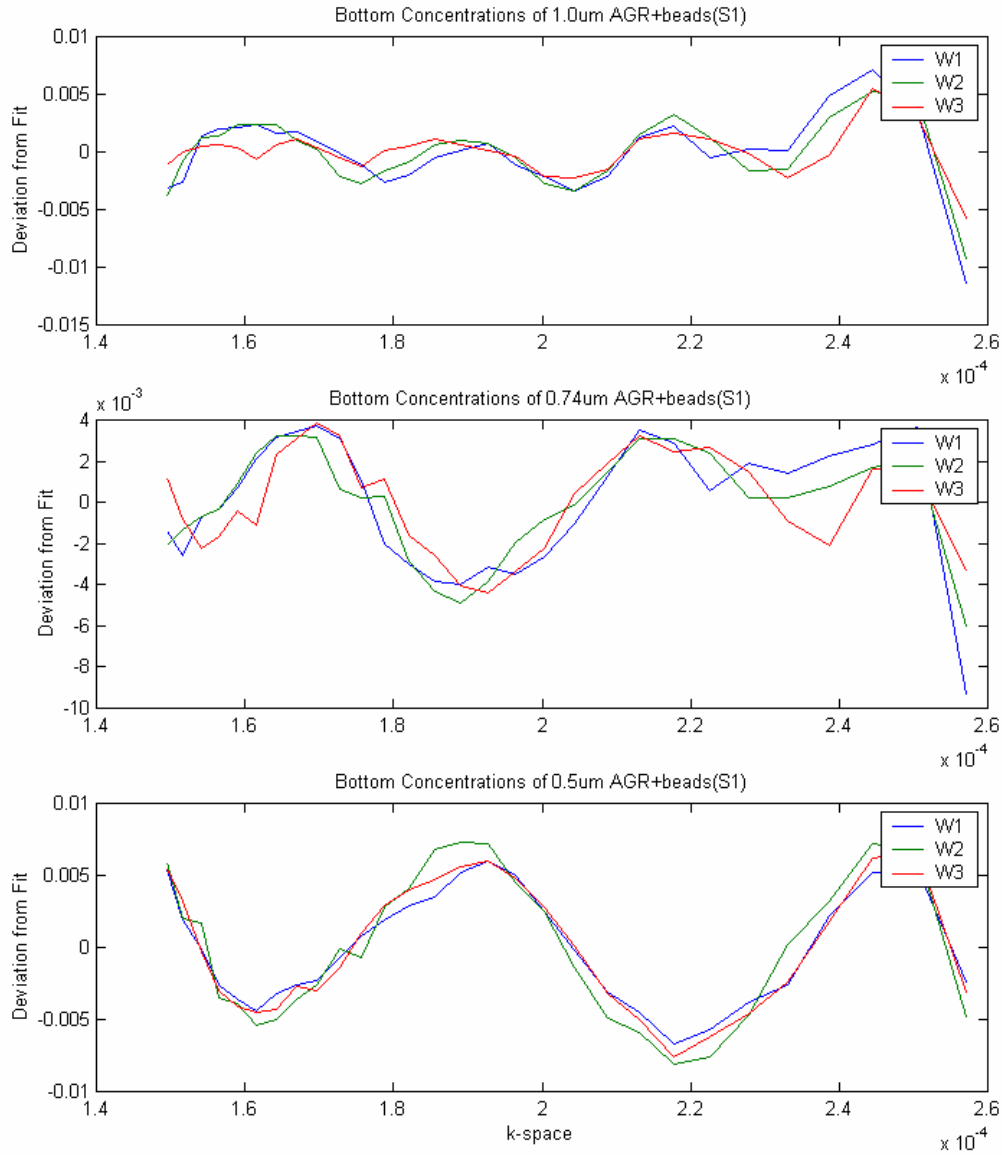 Bottom Concentrations of 1.0um AGR+beads(S1)
0.01
0.005
0
-0.005
-0.01
-0.015
Deviation from Fit
W1
W2
W3
1.4 1.6 1.8 2 2.2 2.4 2.6
x 10^-4
Bottom Concentrations of 0.74um AGR+beads(S1)
x 10^-3
4
2
0
-2
-4
-6
-8
-10
Deviation from Fit
W1
W2
W3
1.4 1.6 1.8 2 2.2 2.4 2.6
x 10^-4
Bottom Concentrations of 0.5um AGR+beads(S1)
0.01
0.005
0
-0.005
-0.01
Deviation from Fit
W1
W2
W3
1.4 1.6 1.8 2 2.2 2.4 2.6
k-space
x 10^-4